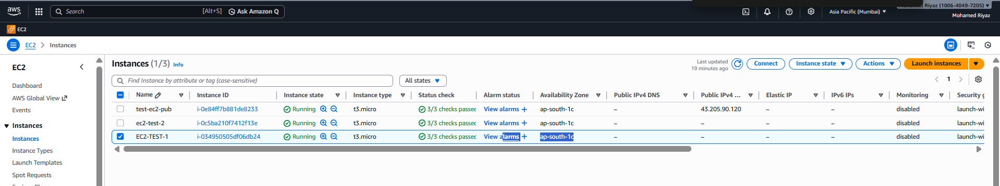 aws Search [Alt+S] Ask Amazon Q Asia Pacific (Mumbai) Riyaz (1006-4049-7205)
Mohamed Riyaz
EC2
EC2 Instances
EC2
Dashboard
AWS Global View
Events
Instances
Instances
Instance Types
Launch Templates
Spot Requests
Instances (1/3) Info
Last updated
19 minutes ago
Connect Instance state Actions Launch instances
Find Instance by attribute or tag (case-sensitive) All states 1
Name Instance ID Instance state Instance type Status check Alarm status Availability Zone Public IPv4 DNS Public IPv4 ... Elastic IP IPv6 IPs Monitoring Security g
test-ec2-pub i-0e84ff7b881de8233 Running t3.micro 3/3 checks passed View alarms + ap-south-1c – 43.205.90.120 – – disabled launch-wi
ec2-test-2 i-0c5ba210f7412f13e Running t3.micro 3/3 checks passed View alarms + ap-south-1c – – – – disabled launch-wi
EC2-TEST-1 i-034950505df06db24 Running t3.micro 3/3 checks passed View alarms + ap-south-1c – – – – disabled launch-wi